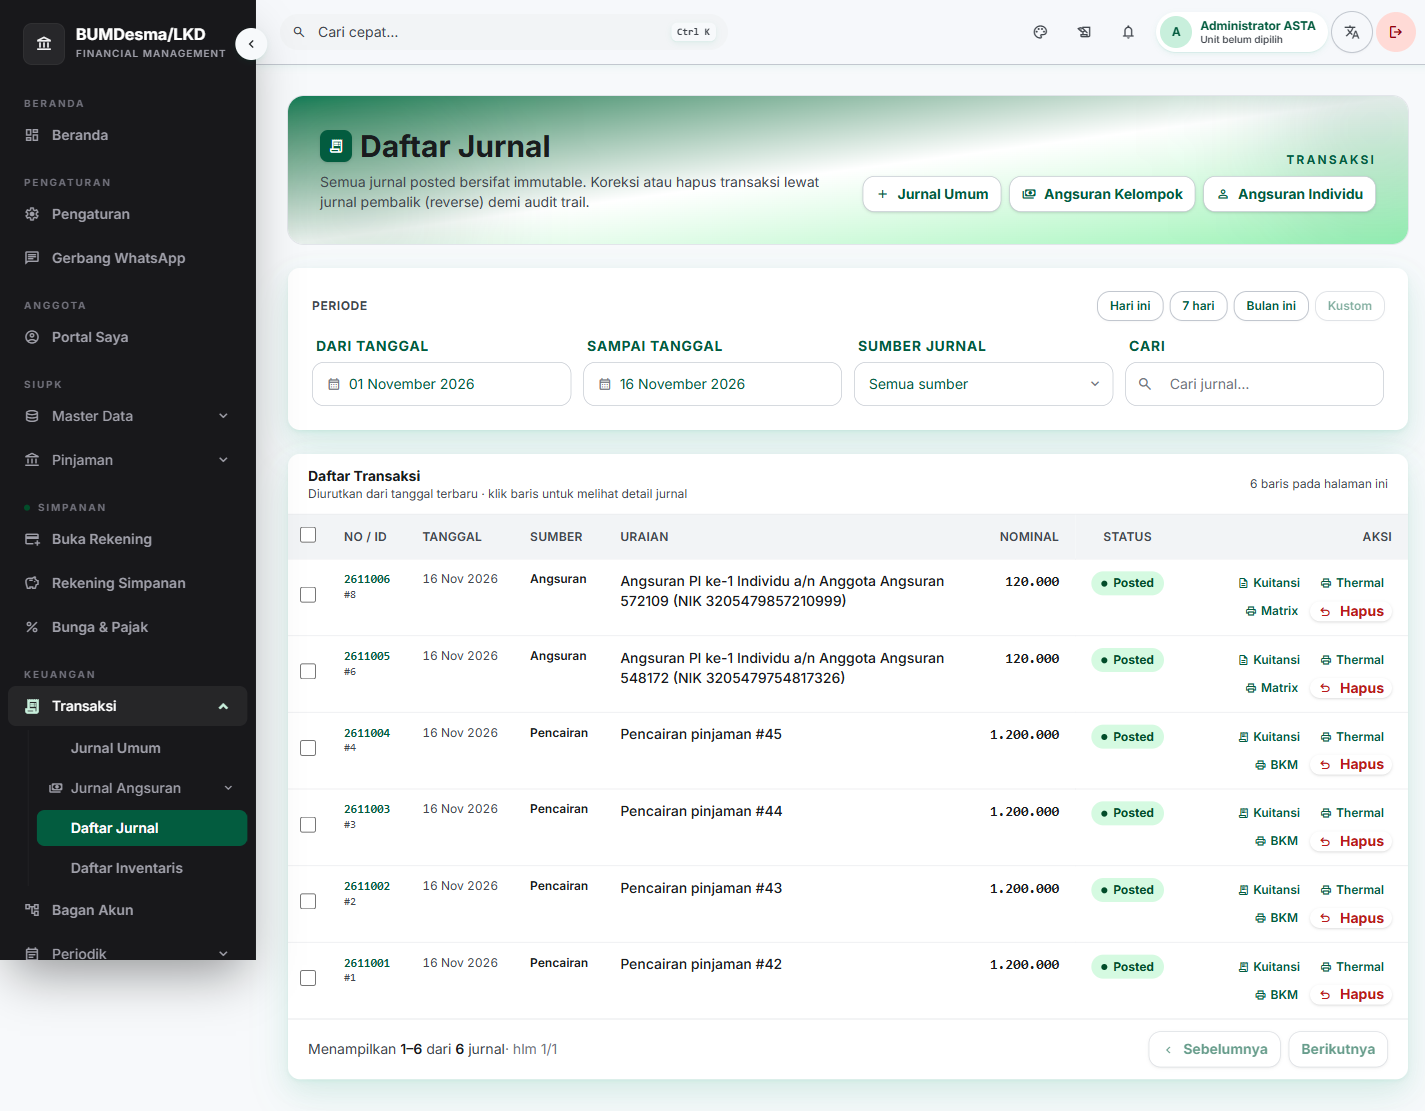 BUMDesma/LKD
FINANCIAL MANAGEMENT
BERANDA
Beranda
PENGATURAN
Pengaturan
Gerbang WhatsApp
ANGGOTA
Portal Saya
SIUPK
Master Data
Pinjaman
SIMPANAN
Buka Rekening
Rekening Simpanan
Bunga & Pajak
KEUANGAN
Transaksi
Jurnal Umum
Jurnal Angsuran
Daftar Jurnal
Daftar Inventaris
Bagan Akun
Periodik
Cari cepat... Ctrl K
A Administrator ASTA
Unit belum dipilih
Daftar Jurnal
Semua jurnal posted bersifat immutable. Koreksi atau hapus transaksi lewat
jurnal pembalik (reverse) demi audit trail.
TRANSAKSI
Jurnal Umum Angsuran Kelompok Angsuran Individu
PERIODE Hari ini 7 hari Bulan ini Kustom
DARI TANGGAL SAMPAI TANGGAL SUMBER JURNAL CARI
01 November 2026 16 November 2026 Semua sumber Cari jurnal...
Daftar Transaksi
Diurutkan dari tanggal terbaru · klik baris untuk melihat detail jurnal
6 baris pada halaman ini
NO / ID TANGGAL SUMBER URAIAN NOMINAL STATUS AKSI
2611006 16 Nov 2026 Angsuran Angsuran PI ke-1 Individu a/n Anggota Angsuran 120.000 Posted Kuitansi Thermal
#8 572109 (NIK 3205479857210999) Matrix Hapus
2611005 16 Nov 2026 Angsuran Angsuran PI ke-1 Individu a/n Anggota Angsuran 120.000 Posted Kuitansi Thermal
#6 548172 (NIK 3205479754817326) Matrix Hapus
2611004 16 Nov 2026 Pencairan Pencairan pinjaman #45 1.200.000 Posted Kuitansi Thermal
#4 BKM Hapus
2611003 16 Nov 2026 Pencairan Pencairan pinjaman #44 1.200.000 Posted Kuitansi Thermal
#3 BKM Hapus
2611002 16 Nov 2026 Pencairan Pencairan pinjaman #43 1.200.000 Posted Kuitansi Thermal
#2 BKM Hapus
2611001 16 Nov 2026 Pencairan Pencairan pinjaman #42 1.200.000 Posted Kuitansi Thermal
#1 BKM Hapus
Menampilkan 1–6 dari 6 jurnal· hlm 1/1 Sebelumnya Berikutnya